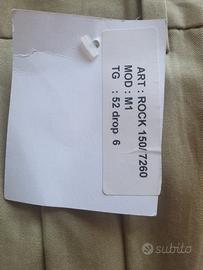 ART : ROCK 150/7260
MOD : M1
TG : 52 drop 6
subito